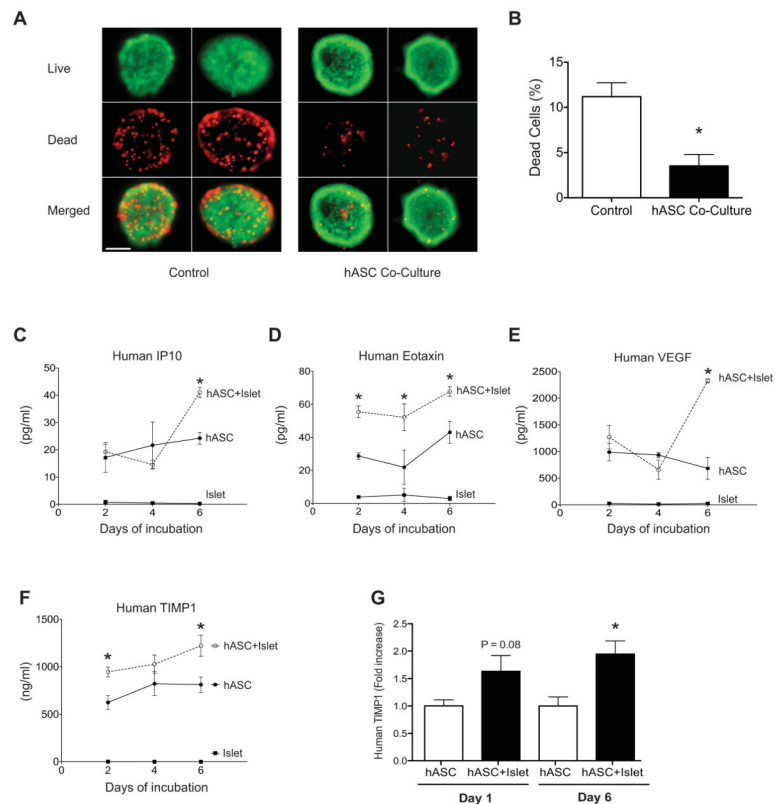 A
Live
Dead
Merged
Control
hASC Co-Culture
B
Dead Cells (%)
15
10
5
0
*
Control
hASC Co-Culture
C
Human IP10
(pg/ml)
50
40
30
20
10
0
*
hASC+Islet
hASC
Islet
0 2 4 6
Days of incubation
D
Human Eotaxin
(pg/ml)
80
60
40
20
0
* * *
hASC+Islet
hASC
Islet
0 2 4 6
Days of incubation
E
Human VEGF
(pg/ml)
2500
2000
1500
1000
500
0
*
hASC+Islet
hASC
Islet
0 2 4 6
Days of incubation
F
Human TIMP1
(ng/ml)
1500
1000
500
0
* *
hASC+Islet
hASC
Islet
0 2 4 6
Days of incubation
G
Human TIMP1 (Fold increase)
2.5
2.0
1.5
1.0
0.5
0.0
P = 0.08
*
hASC hASC+Islet hASC hASC+Islet
Day 1 Day 6